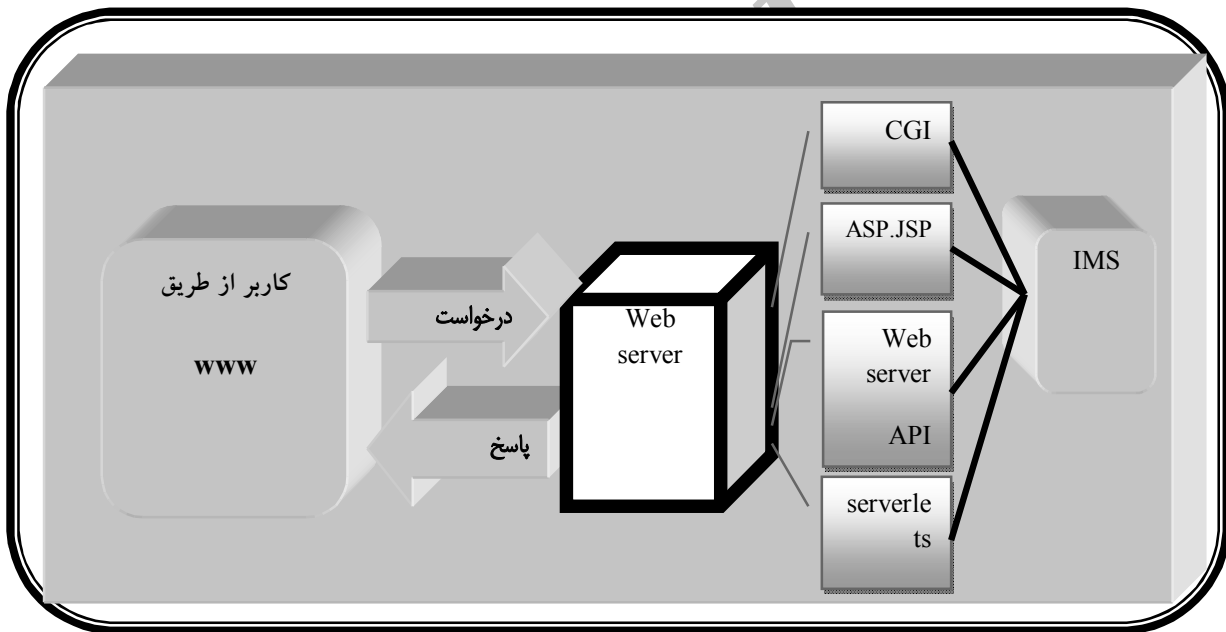 کاربر از طریق
www
درخواست
پاسخ
Web
server
CGI
ASP.JSP
Web
server
API
serverle
ts
IMS